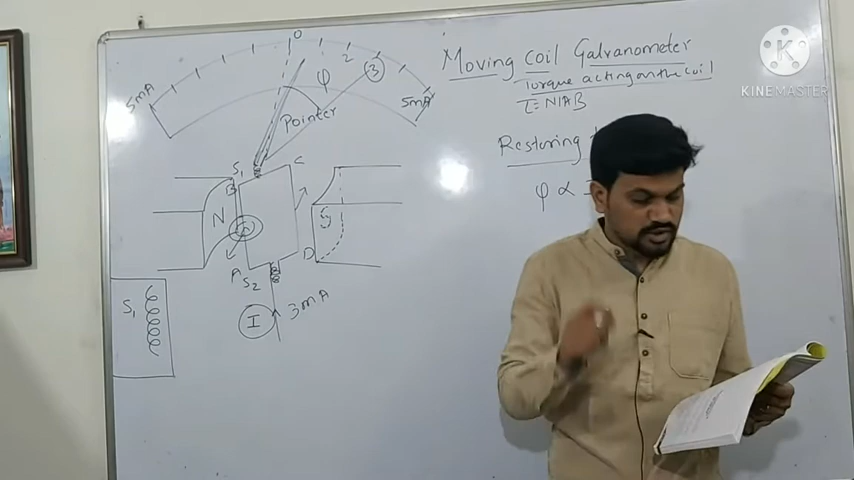 Moving coil Galvanometer
Torque acting on the coil
τ = NIAB
Restoring
φ ∝
0
2
3
5mA
5mA
φ
Pointer
S1
B
C
N
S
A
D
S2
I
3mA
S1
K
KINEMASTER